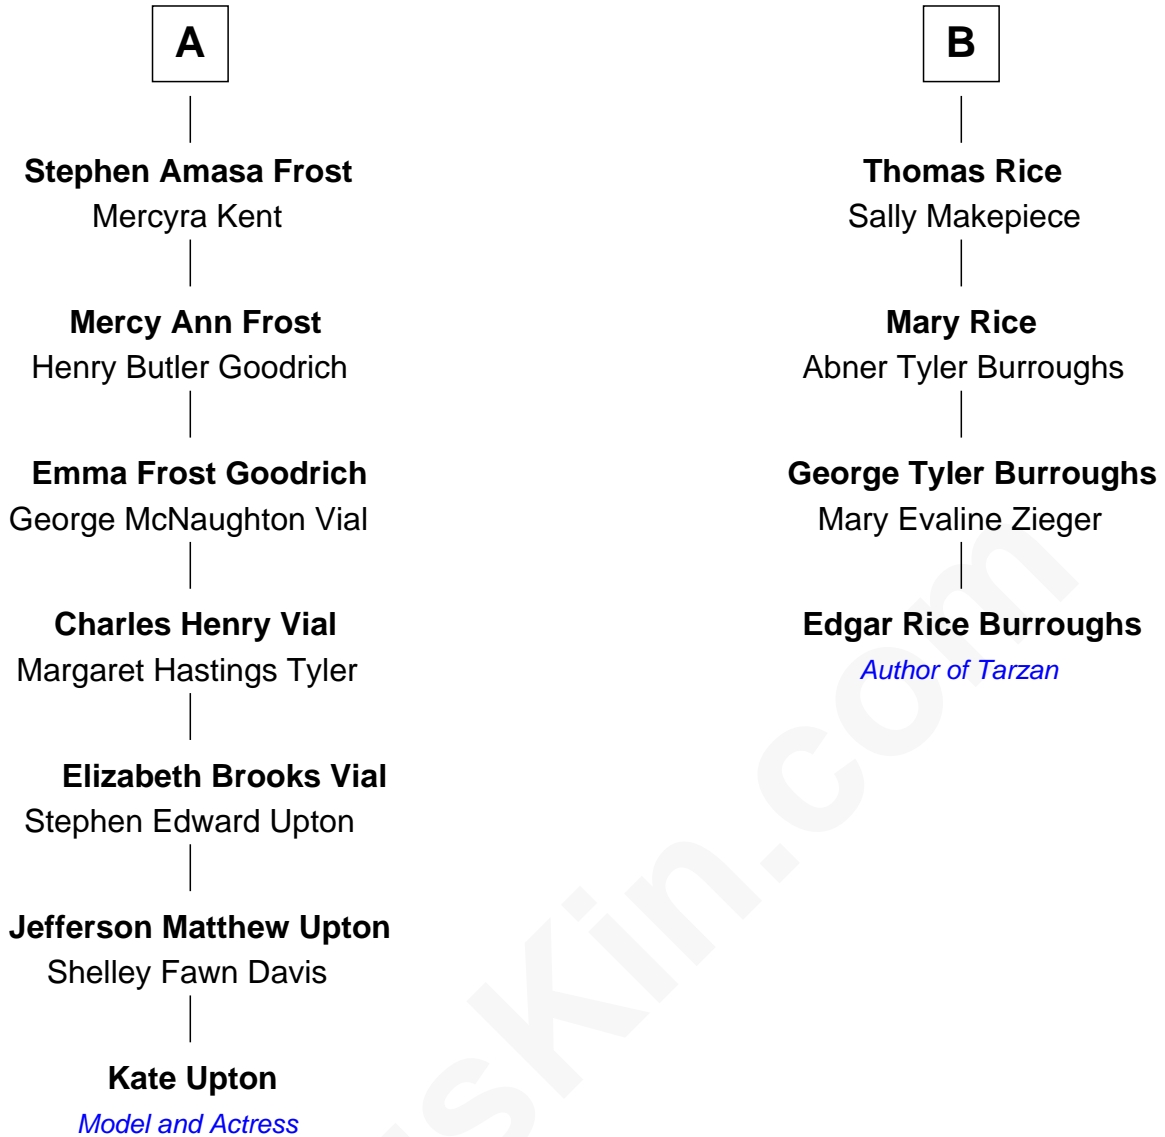 A
Stephen Amasa Frost
Mercyra Kent
Mercy Ann Frost
Henry Butler Goodrich
Emma Frost Goodrich
George McNaughton Vial
Charles Henry Vial
Margaret Hastings Tyler
Elizabeth Brooks Vial
Stephen Edward Upton
Jefferson Matthew Upton
Shelley Fawn Davis
Kate Upton
Model and Actress
B
Thomas Rice
Sally Makepiece
Mary Rice
Abner Tyler Burroughs
George Tyler Burroughs
Mary Evaline Zieger
Edgar Rice Burroughs
Author of Tarzan
sKin.com